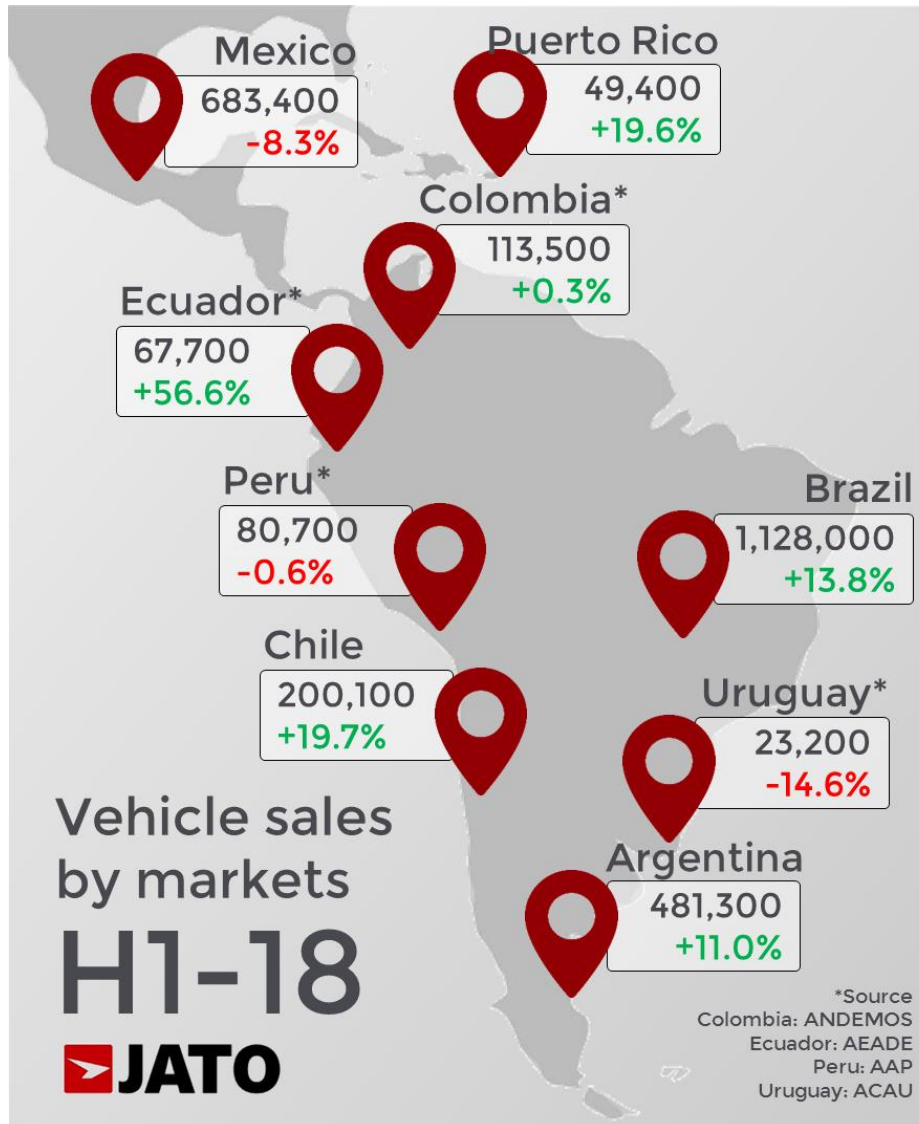 Mexico
683,400
-8.3%
Puerto Rico
49,400
+19.6%
Colombia*
113,500
+0.3%
Ecuador*
67,700
+56.6%
Peru*
80,700
-0.6%
Brazil
1,128,000
+13.8%
Chile
200,100
+19.7%
Uruguay*
23,200
-14.6%
Argentina
481,300
+11.0%
Vehicle sales
by markets
H1-18
JATO
*Source
Colombia: ANDEMOS
Ecuador: AEADE
Peru: AAP
Uruguay: ACAU